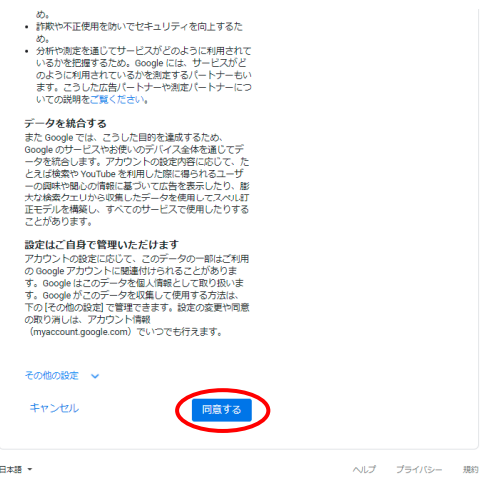 め。
• 詐欺や不正使用を防いでセキュリティを向上するた
め。
• 分析や測定を通じてサービスがどのように利用されて
いるかを把握するため。Google には、サービスがど
のように利用されているかを測定するパートナーもい
ます。こうした広告パートナーや測定パートナーにつ
いての説明をご覧ください。
データを統合する
また Google では、こうした目的を達成するため、
Google のサービスやお使いのデバイス全体を通じてデ
ータを統合します。アカウントの設定内容に応じて、た
とえば検索や YouTube を利用した際に得られるユーザ
ーの興味や関心の情報に基づいて広告を表示したり、膨
大な検索クエリから収集したデータを使用してスペル訂
正モデルを構築し、すべてのサービスで使用したりする
ことがあります。
設定はご自身で管理いただけます
アカウントの設定に応じて、このデータの一部はご利用
の Google アカウントに関連付けられることがありま
す。Google はこのデータを個人情報として取り扱いま
す。Google がこのデータを収集して使用する方法は、
下の [その他の設定] で管理できます。設定の変更や同意
の取り消しは、アカウント情報
（myaccount.google.com）でいつでも行えます。
その他の設定
キャンセル
同意する
日本語
ヘルプ プライバシー 規約